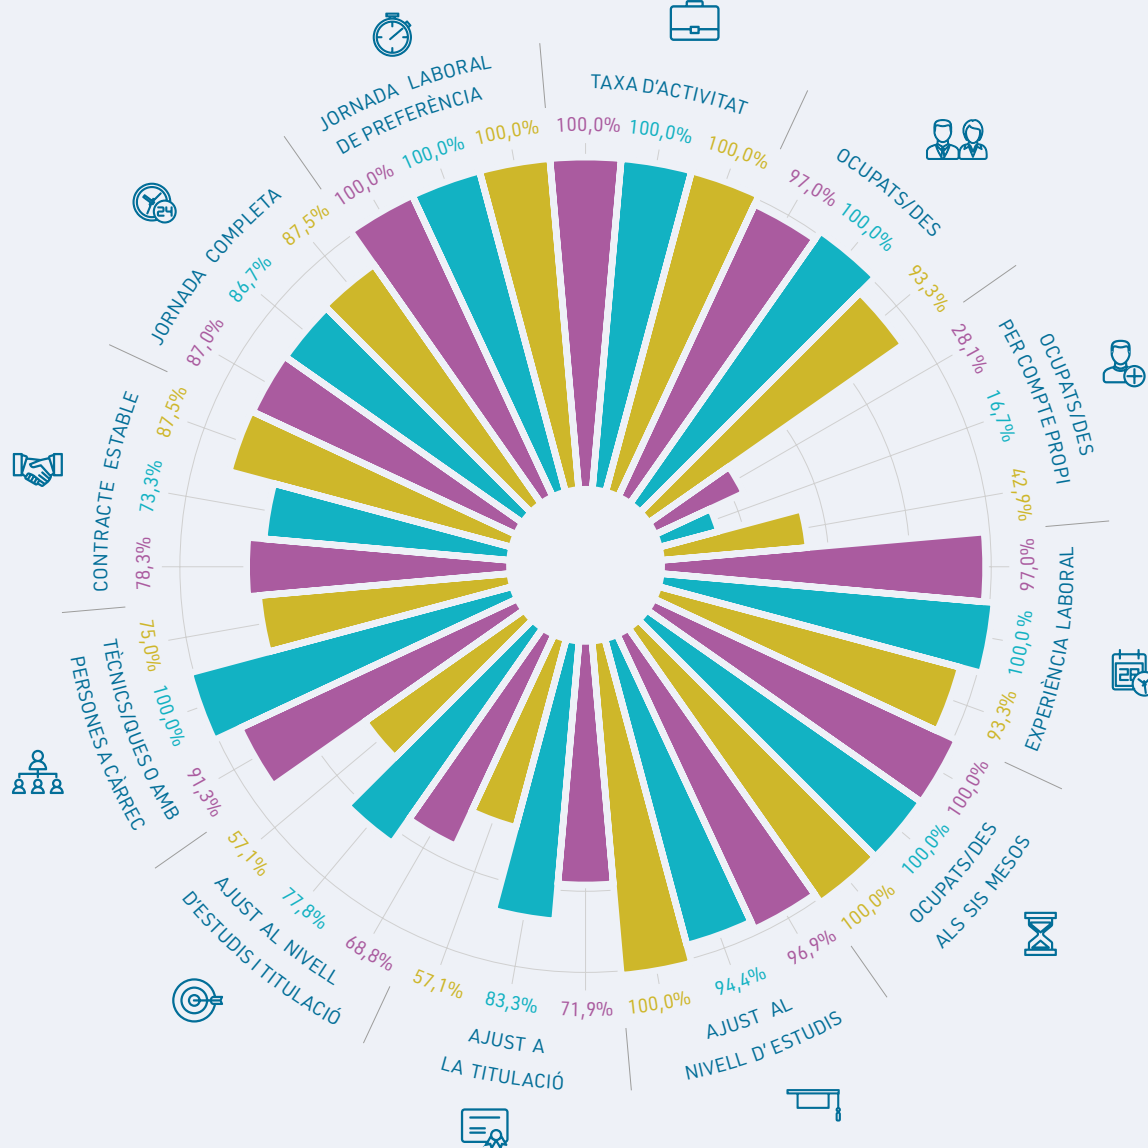 TAXA D'ACTIVITAT
100,0%
100,0%
100,0%
OCUPATS/DES
97,0%
100,0%
93,3%
OCUPATS/DES
PER COMPTE PROPI
28,1%
16,7%
42,9%
EXPERIÈNCIA LABORAL
97,0%
100,0 %
93,3%
OCUPATS/DES
ALS SIS MESOS
100,0%
100,0%
100,0%
AJUST AL
NIVELL D'ESTUDIS
96,9%
94,4%
100,0%
AJUST A
LA TITULACIÓ
71,9%
83,3%
57,1%
AJUST AL NIVELL
D'ESTUDIS I TITULACIÓ
68,8%
77,8%
57,1%
TÈCNICS/QUES O AMB
PERSONES A CÀRREC
91,3%
100,0%
75,0%
CONTRACTE ESTABLE
78,3%
73,3%
87,5%
JORNADA COMPLETA
87,0%
86,7%
87,5%
24
JORNADA LABORAL
DE PREFERÈNCIA
100,0%
100,0%
100,0%